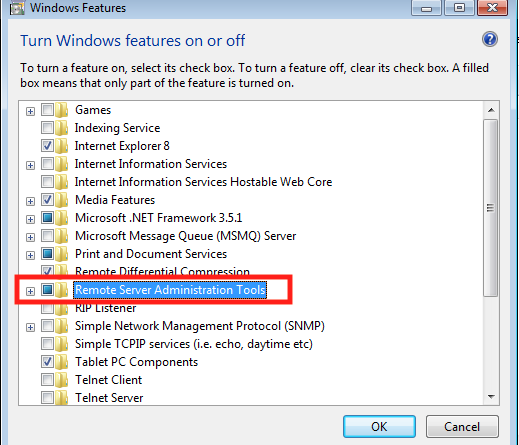 Windows Features
Turn Windows features on or off
To turn a feature on, select its check box. To turn a feature off, clear its check box. A filled
box means that only part of the feature is turned on.
Games
Indexing Service
Internet Explorer 8
Internet Information Services
Internet Information Services Hostable Web Core
Media Features
Microsoft .NET Framework 3.5.1
Microsoft Message Queue (MSMQ) Server
Print and Document Services
Remote Differential Compression
Remote Server Administration Tools
RIP Listener
Simple Network Management Protocol (SNMP)
Simple TCPIP services (i.e. echo, daytime etc)
Tablet PC Components
Telnet Client
Telnet Server
OK
Cancel